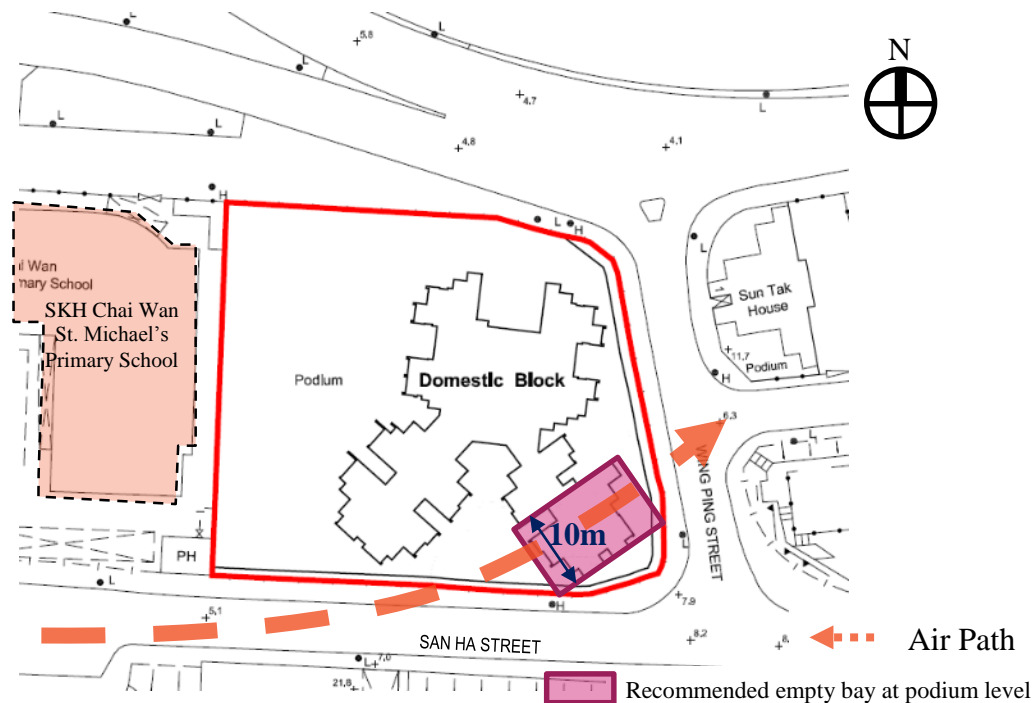 L
L
5,8
N
4,7
L
L
L
4,8
4,1
H
L
H
L
ai Wan
mary School
SKH Chai Wan
St. Michael's
Primary School
1
Sun Tak
House
11,7
Podium
H
Podium
Domestic Block
6,3
L
WING PING STREET
10m
L
PH
L
H
7,9
5,1
SAN HA STREET
8,2
8,
Air Path
L
7,0
21,8
Recommended empty bay at podium level